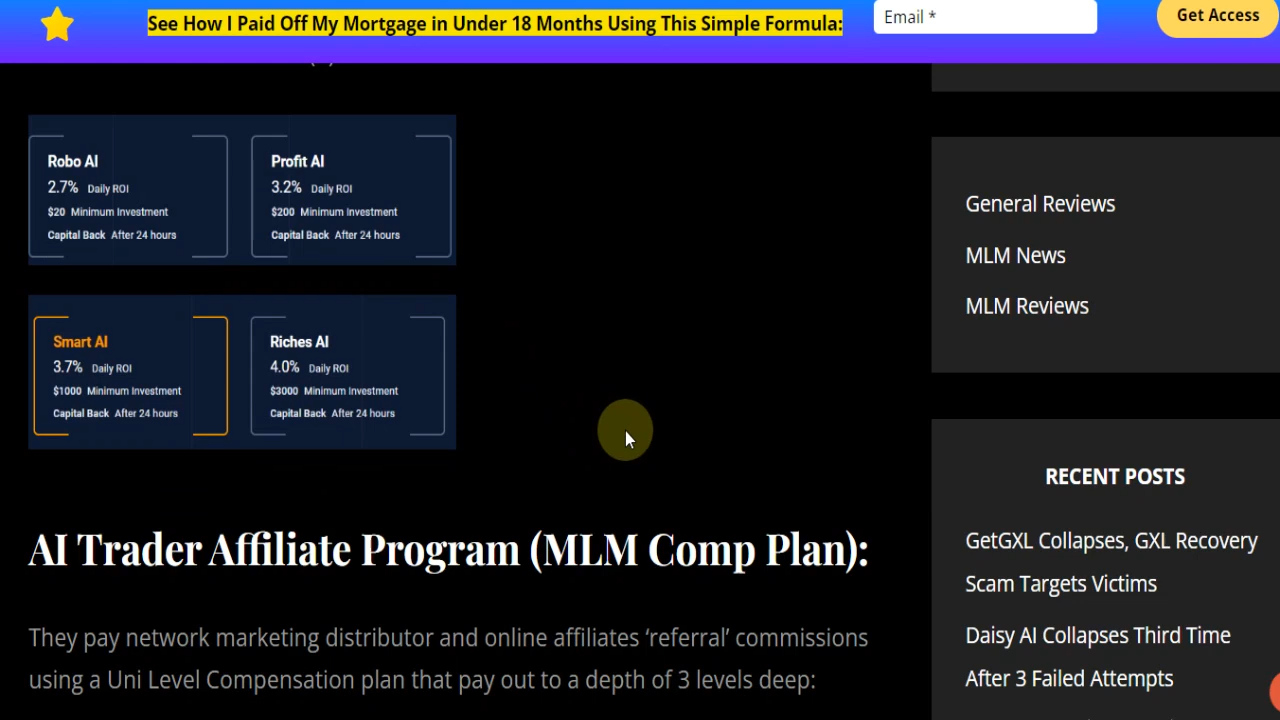 See How I Paid Off My Mortgage in Under 18 Months Using This Simple Formula:
Email *
Get Access
Robo AI
2.7% Daily ROI
$20 Minimum Investment
Capital Back After 24 hours
Profit AI
3.2% Daily ROI
$200 Minimum Investment
Capital Back After 24 hours
Smart AI
3.7% Daily ROI
$1000 Minimum Investment
Capital Back After 24 hours
Riches AI
4.0% Daily ROI
$3000 Minimum Investment
Capital Back After 24 hours
AI Trader Affiliate Program (MLM Comp Plan):
They pay network marketing distributor and online affiliates ‘referral’ commissions
using a Uni Level Compensation plan that pay out to a depth of 3 levels deep:
General Reviews
MLM News
MLM Reviews
RECENT POSTS
GetGXL Collapses, GXL Recovery
Scam Targets Victims
Daisy AI Collapses Third Time
After 3 Failed Attempts